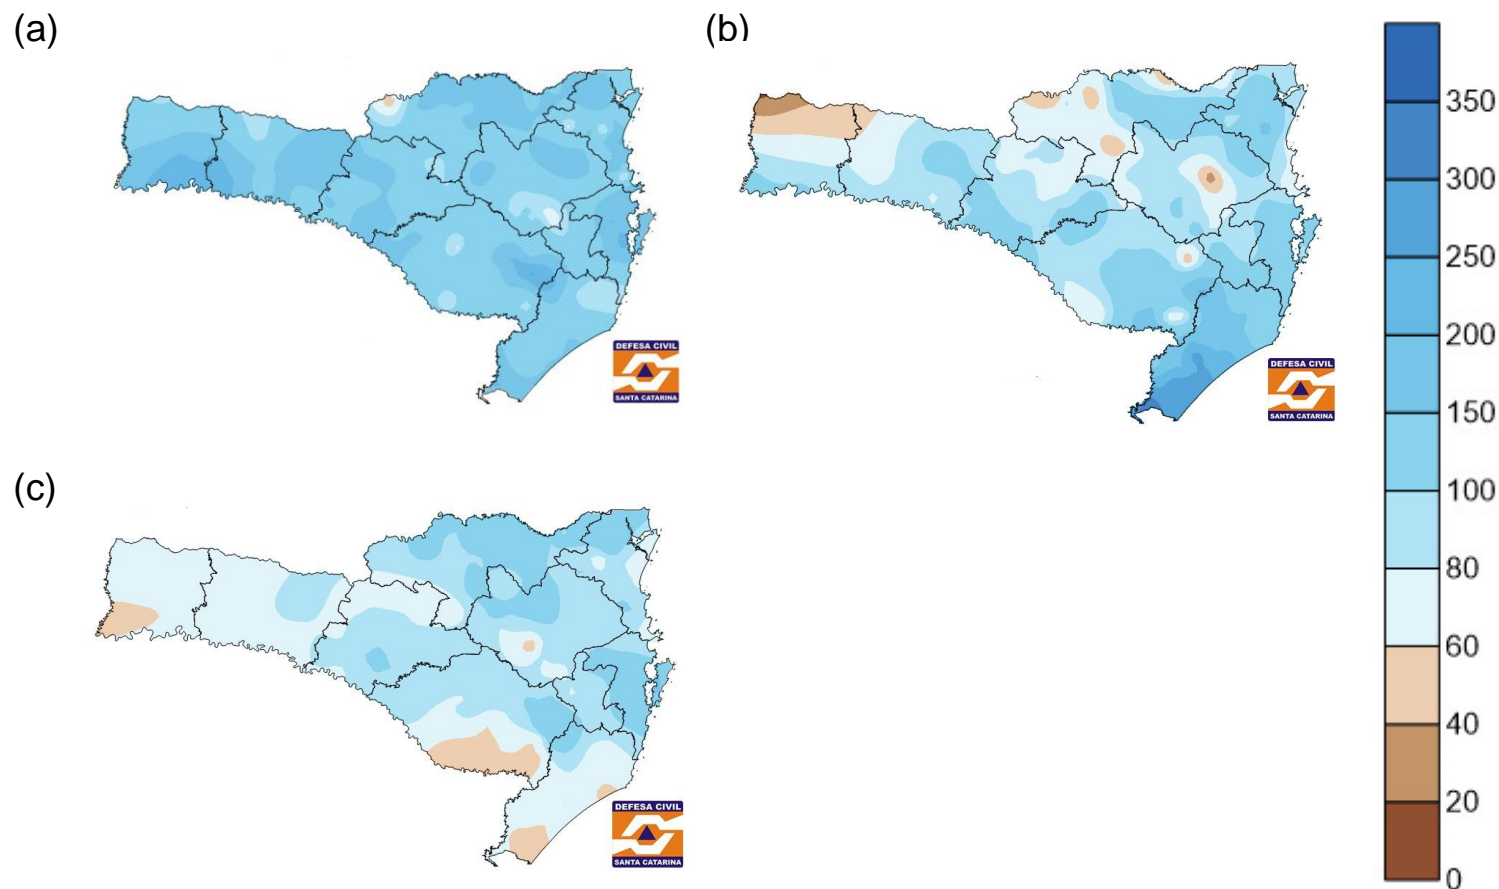 (a)
(b)
DEFESA CIVIL
SANTA CATARINA
DEFESA CIVIL
SANTA CATARINA
(c)
DEFESA CIVIL
SANTA CATARINA
350
300
250
200
150
100
80
60
40
20
0